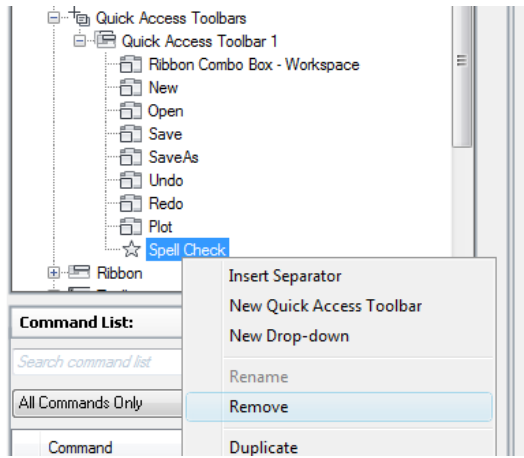 Quick Access Toolbars
Quick Access Toolbar 1
Ribbon Combo Box - Workspace
New
Open
Save
SaveAs
Undo
Redo
Plot
Spell Check
Ribbon
Insert Separator
New Quick Access Toolbar
New Drop-down
Rename
Remove
Duplicate
Command List:
Search command list
All Commands Only
Command